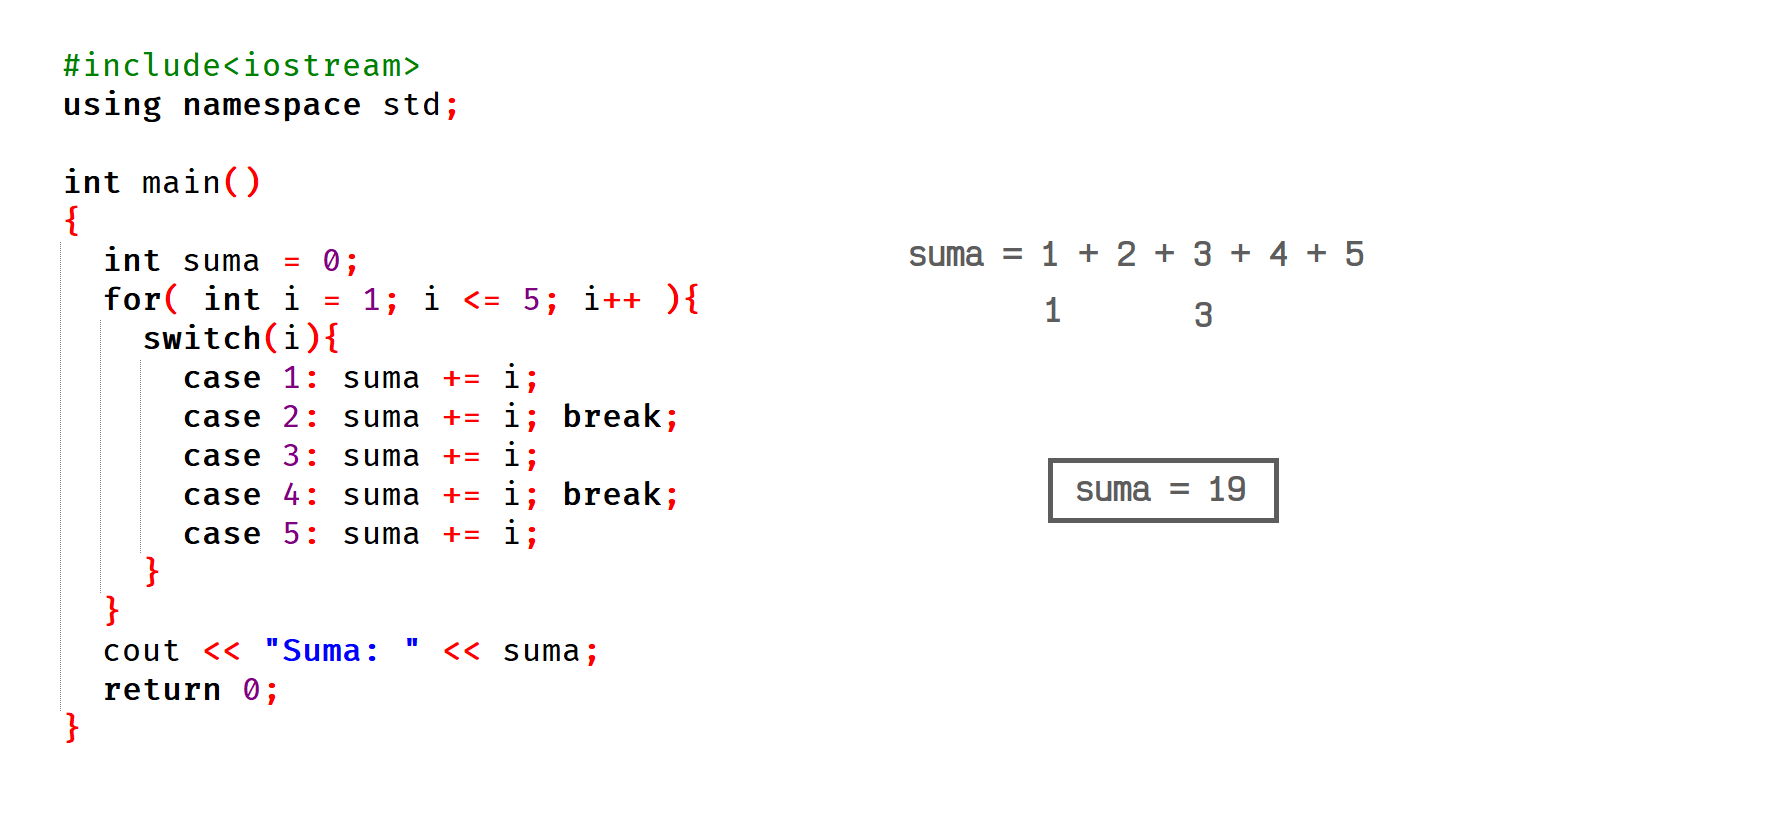 #include<iostream>
using namespace std;
int main()
{
int suma = 0;
for( int i = 1; i <= 5; i++ ){
switch(i){
case 1: suma += i;
case 2: suma += i; break;
case 3: suma += i;
case 4: suma += i; break;
case 5: suma += i;
}
}
cout << "Suma: " << suma;
return 0;
}
suma = 1 + 2 + 3 + 4 + 5
1 3
suma = 19